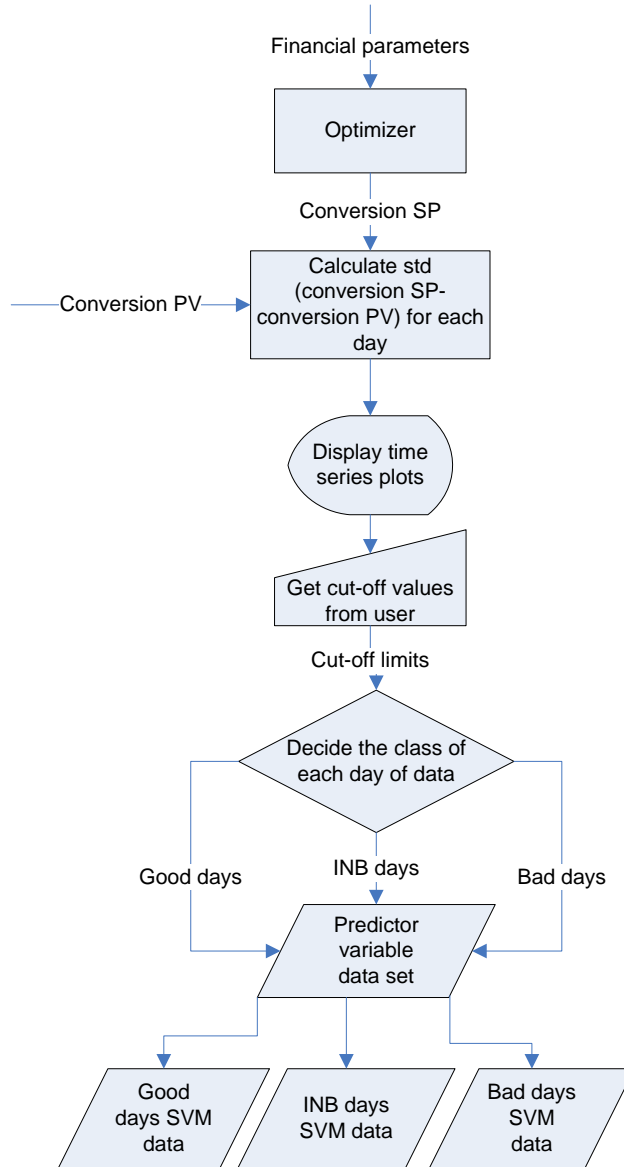 Financial parameters
Optimizer
Conversion SP
Calculate std
(conversion SP-
conversion PV) for each
day
Conversion PV
Display time
series plots
Get cut-off values
from user
Cut-off limits
Decide the class of
each day of data
Good days
INB days
Bad days
Predictor
variable
data set
Good
days SVM
data
INB days
SVM data
Bad days
SVM
data